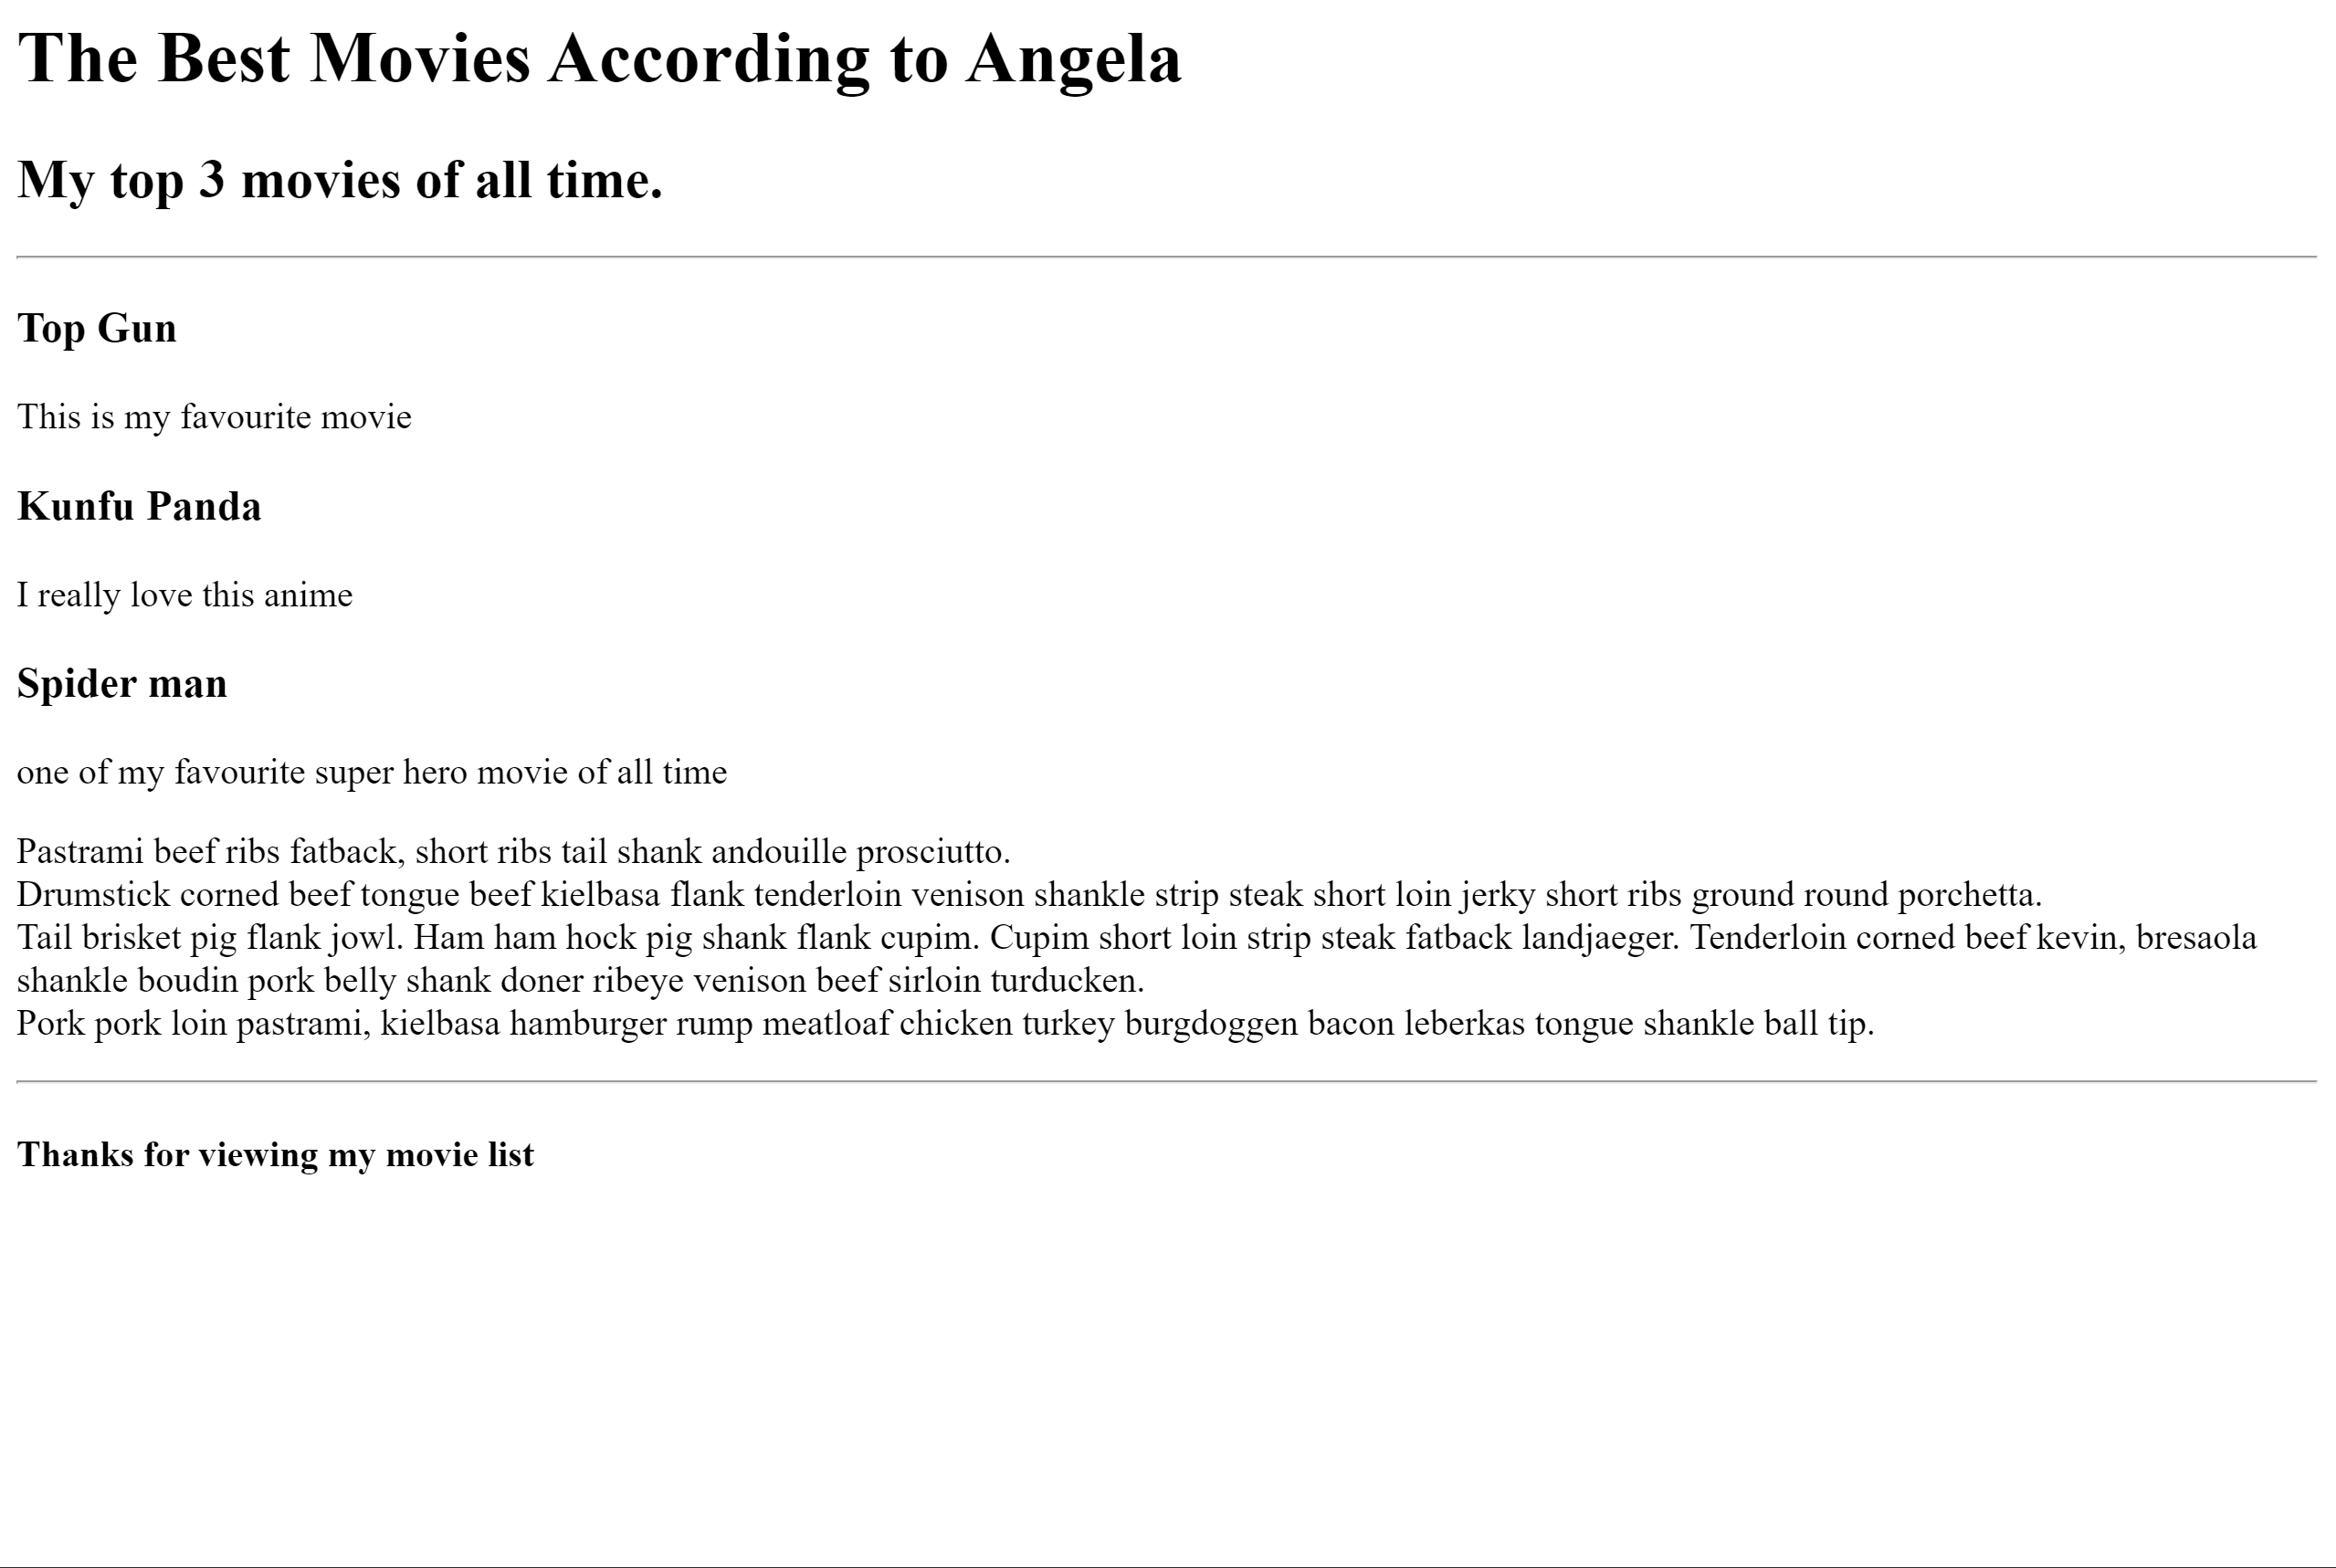 The Best Movies According to Angela
My top 3 movies of all time.
Top Gun
This is my favourite movie
Kunfu Panda
I really love this anime
Spider man
one of my favourite super hero movie of all time
Pastrami beef ribs fatback, short ribs tail shank andouille prosciutto.
Drumstick corned beef tongue beef kielbasa flank tenderloin venison shankle strip steak short loin jerky short ribs ground round porchetta.
Tail brisket pig flank jowl. Ham ham hock pig shank flank cupim. Cupim short loin strip steak fatback landjaeger. Tenderloin corned beef kevin, bresaola
shankle boudin pork belly shank doner ribeye venison beef sirloin turducken.
Pork pork loin pastrami, kielbasa hamburger rump meatloaf chicken turkey burgdoggen bacon leberkas tongue shankle ball tip.
Thanks for viewing my movie list